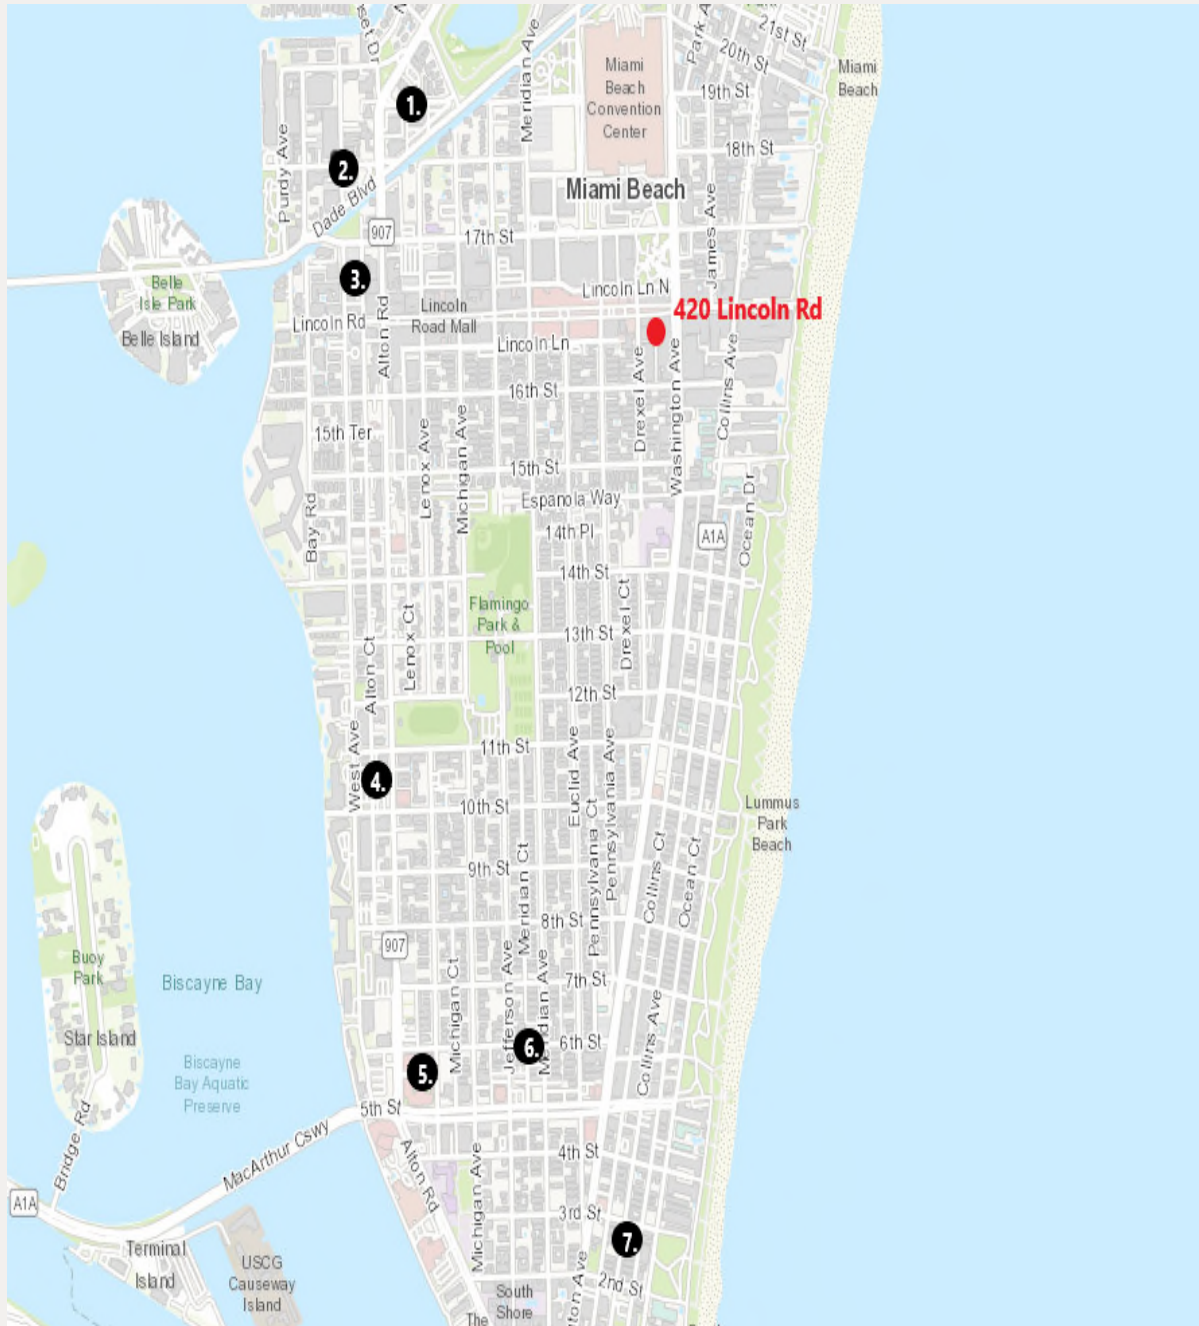 21st St
20th St
19th St
18th St
Park A
Miami
Beach
Miami
Beach
Convention
Center
Meridian Ave
set Dr
1.
2.
Purdy Ave
Dade Blvd
907
17th St
Miami Beach
James Ave
Belle
Isle Park
Belle Island
3.
Lincoln Ln N
420 Lincoln Rd
Lincoln Rd
Alton Rd
Lincoln
Road Mall
Lincoln Ln
16th St
Drexel Ave
Washington Ave
Collins Ave
15th Ter
Lenox Ave
Michigan Ave
15th St
Espanola Way
14th Pl
A1A
Ocean Dr
Bay Rd
14th St
Flamingo
Park &
Pool
13th St
Drexel Ct
Lenox Ct
Alton Ct
12th St
11th St
West Ave
4.
10th St
Euclid Ave
Pennsylvania Ave
Lummus
Park
Beach
9th St
Meridian Ct
Pennsylvania Ct
Collins Ct
Ocean Ct
8th St
907
Buoy
Park
Biscayne Bay
7th St
Michigan Ct
Jefferson Ave
Meridian Ave
Collins Ave
Star Island
6.
6th St
Biscayne
Bay Aquatic
Preserve
5.
5th St
Bridge Rd
MacArthur Cswy
Alton Rd
4th St
Michigan Ave
A1A
3rd St
7.
Terminal
Island
USCG
Causeway
Island
2nd St
South
Shore
The
ton Ave